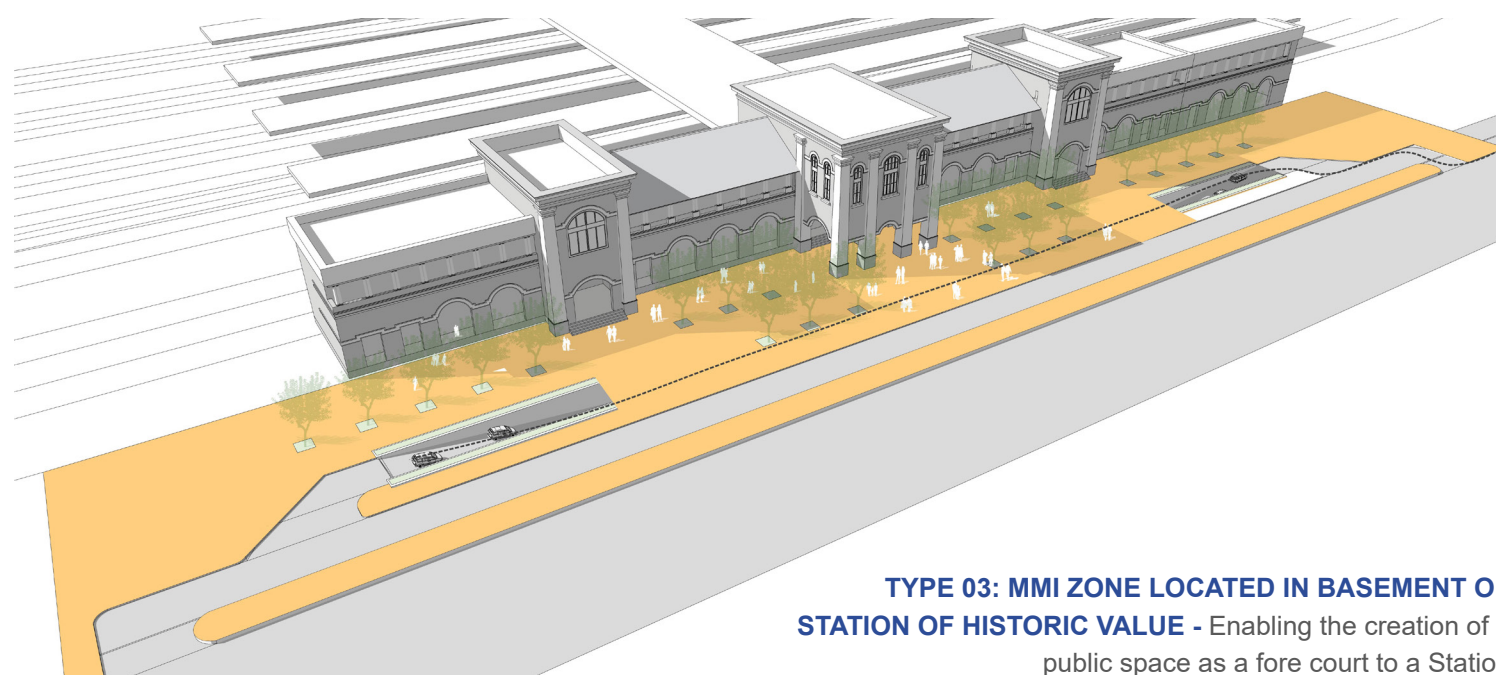 TYPE 03: MMI ZONE LOCATED IN BASEMENT O
STATION OF HISTORIC VALUE - Enabling the creation of
public space as a fore court to a Statio